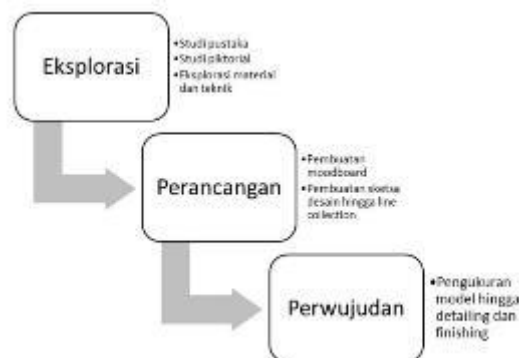 Eksplorasi
•Studi pustaka
•Studi piktorial
•Eksplorasi material
dan teknik
Perancangan
•Pembuatan
moodboard
•Pembuatan sketsa
desain hingga line
collection
Perwujudan
•Pengukuran
model hingga
detailing dan
finishing